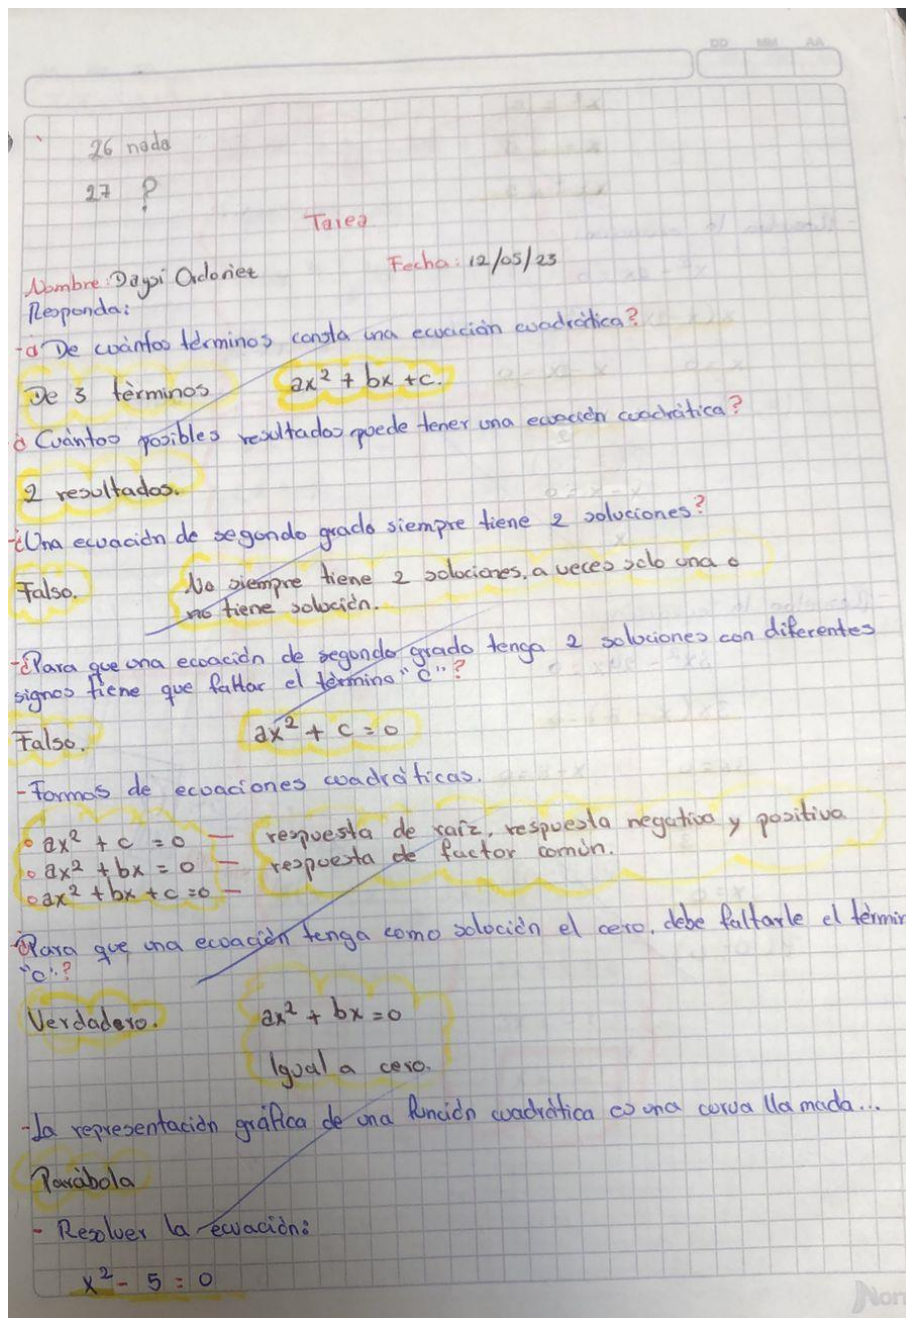 DD MM AA
26 nada
27 ?
Tarea
Fecha: 12/05/23
Nombre: Daysi Ordoñez
Responda:
-¿ De cuántos términos consta una ecuación cuadrática?
De 3 términos ax² + bx + c.
¿ Cuántos posibles resultados puede tener una ecuación cuadrática?
2 resultados.
-¿Una ecuación de segundo grado siempre tiene 2 soluciones?
Falso. No siempre tiene 2 soluciones, a veces solo una o
no tiene solución.
-¿Para que una ecuación de segundo grado tenga 2 soluciones con diferentes
signos tiene que faltar el término "c"?
Falso. ax² + c = 0
-Formas de ecuaciones cuadráticas.
• ax² + c = 0 — respuesta de raíz, respuesta negativa y positiva
• ax² + bx = 0 — respuesta de factor común.
• ax² + bx + c = 0 —
¿Para que una ecuación tenga como solución el cero, debe faltarle el términ
"c"?
Verdadero. ax² + bx = 0
Igual a cero.
-La representación gráfica de una función cuadrática es una curva llamada...
Parábola
- Resolver la ecuación:
x² - 5 = 0
Nor